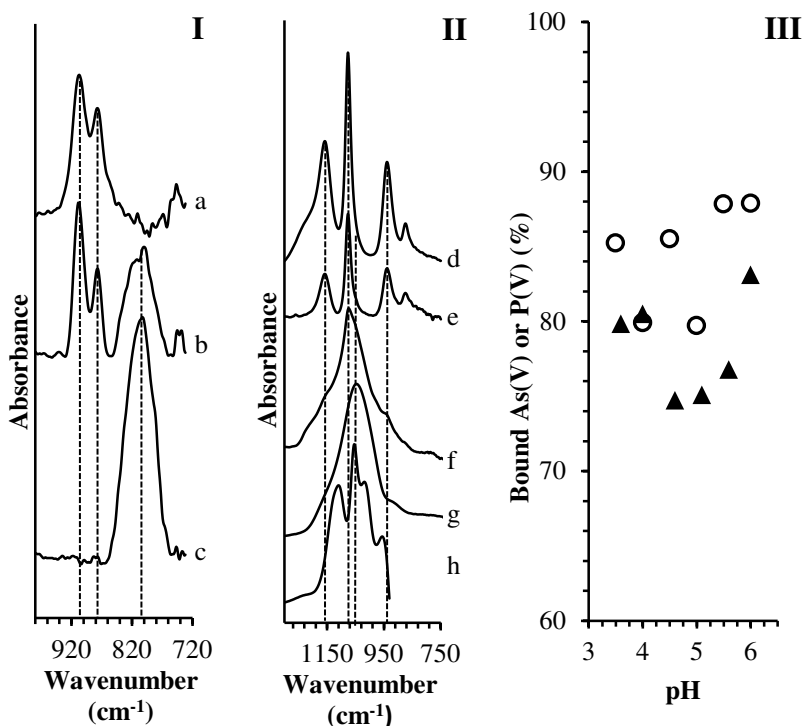 I
II
III
Absorbance
a
b
c
920 820 720
Wavenumber
(cm-1)
Absorbance
d
e
f
g
h
1150 950 750
Wavenumber
(cm-1)
Bound As(V) or P(V) (%)
100
90
80
70
60
3 4 5 6
pH